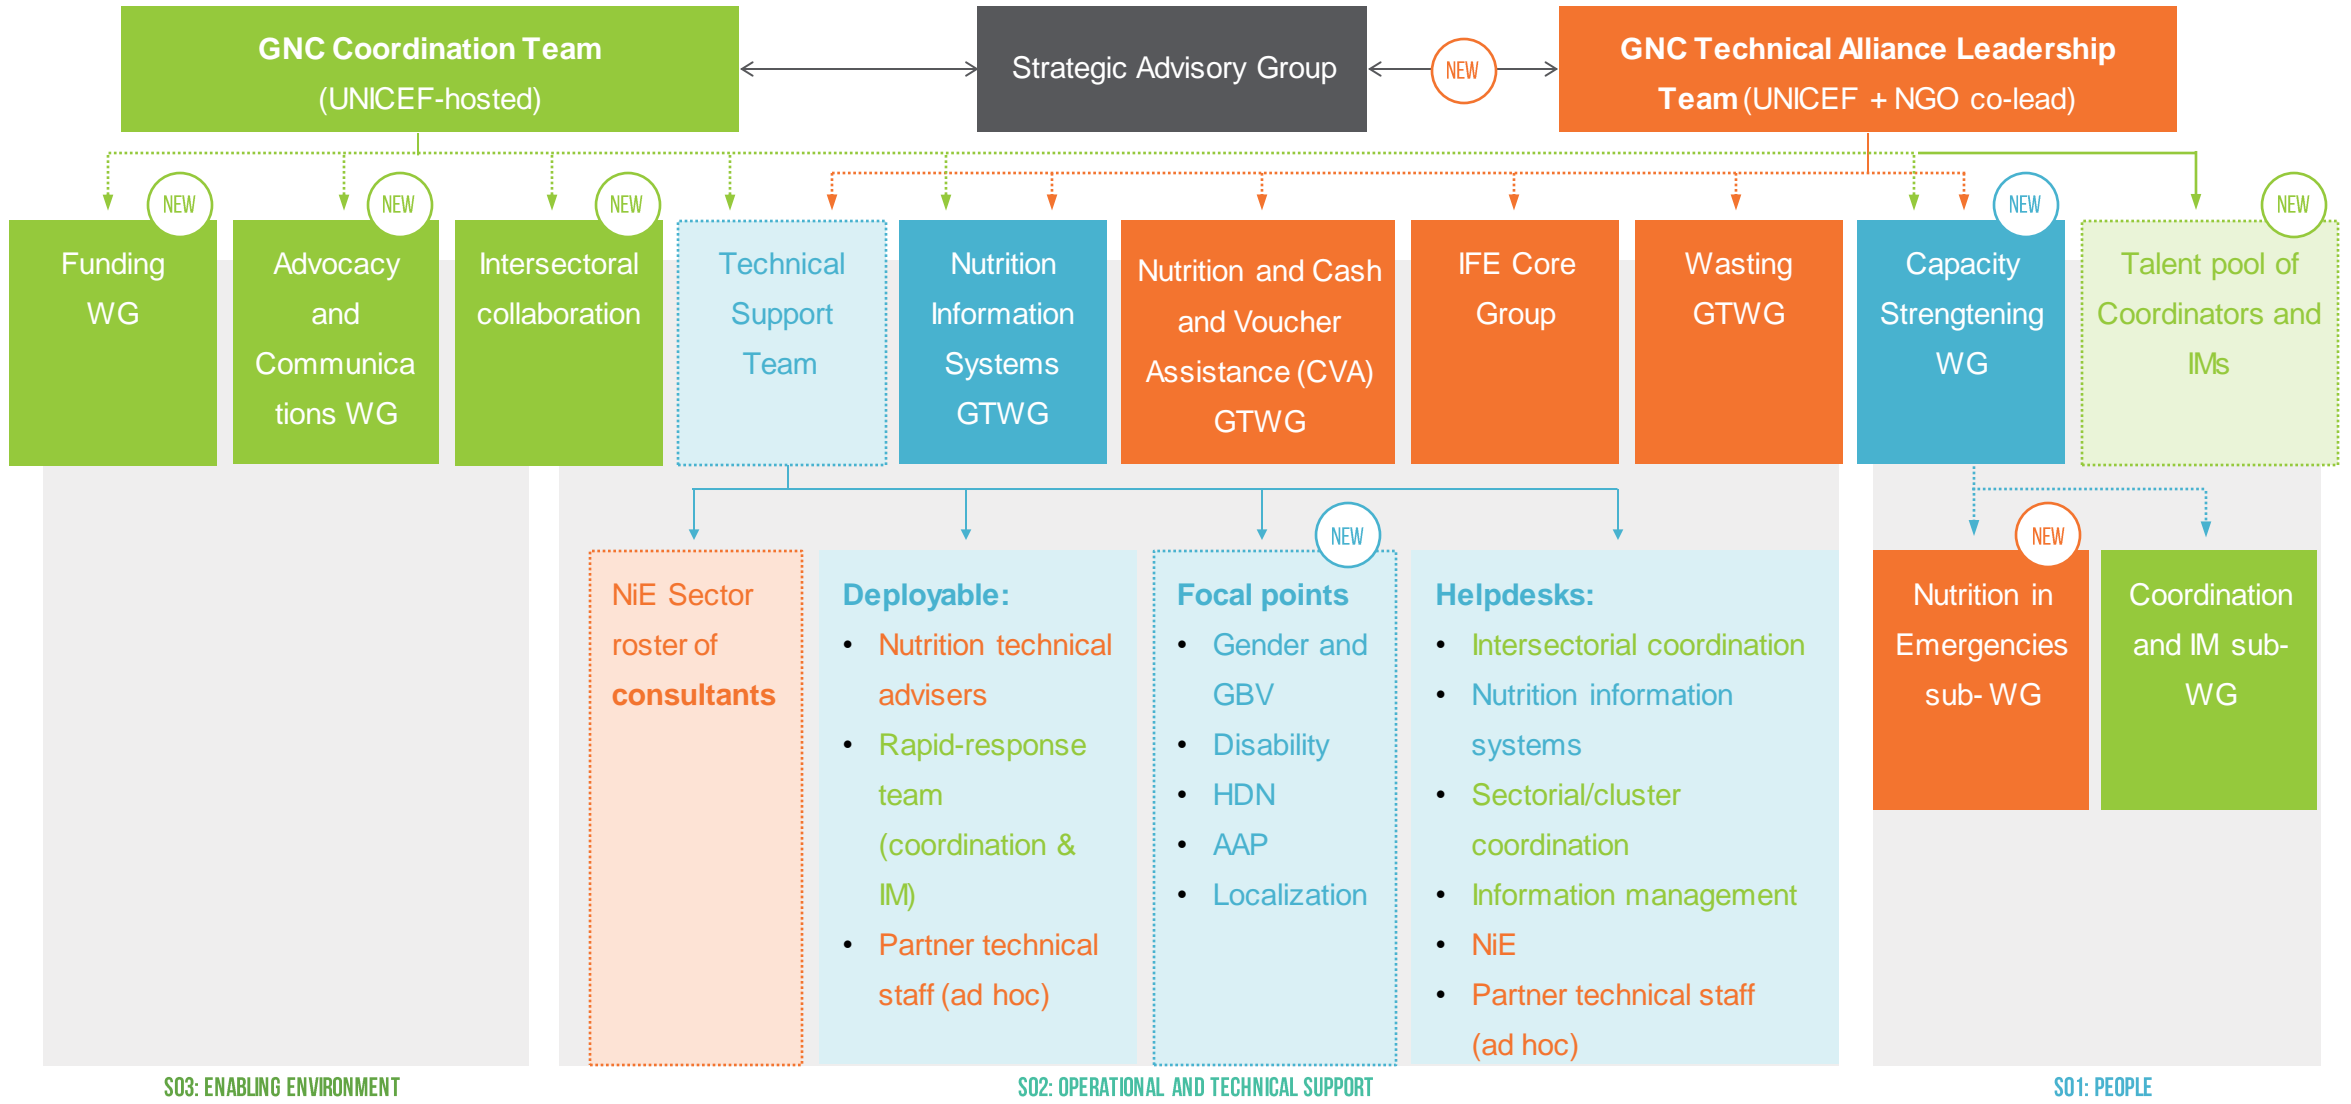 GNC Coordination Team
(UNICEF-hosted)
Strategic Advisory Group
NEW
GNC Technical Alliance Leadership
Team (UNICEF + NGO co-lead)
NEW
Funding
WG
NEW
Advocacy
and
Communica
tions WG
NEW
Intersectoral
collaboration
Technical
Support
Team
Nutrition
Information
Systems
GTWG
Nutrition and Cash
and Voucher
Assistance (CVA)
GTWG
IFE Core
Group
Wasting
GTWG
NEW
Capacity
Strengtening
WG
NEW
Talent pool of
Coordinators and
IMs
NiE Sector
roster of
consultants
Deployable:
• Nutrition technical
advisers
• Rapid-response
team
(coordination &
IM)
• Partner technical
staff (ad hoc)
NEW
Focal points
• Gender and
GBV
• Disability
• HDN
• AAP
• Localization
Helpdesks:
• Intersectorial coordination
• Nutrition information
systems
• Sectorial/cluster
coordination
• Information management
• NiE
• Partner technical staff
(ad hoc)
NEW
Nutrition in
Emergencies
sub- WG
Coordination
and IM sub-
WG
SO3: ENABLING ENVIRONMENT
SO2: OPERATIONAL AND TECHNICAL SUPPORT
SO1: PEOPLE